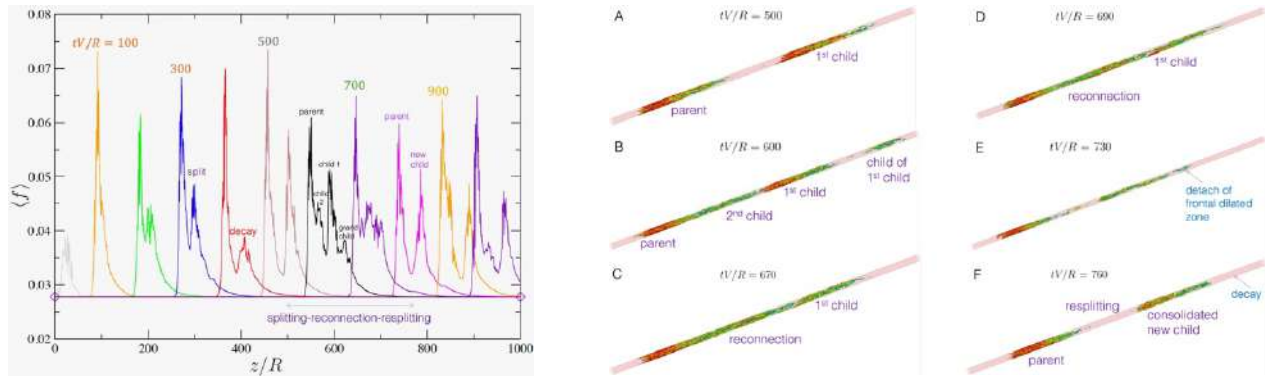 tV/R = 100
300
500
700
900
0.08
0.07
0.06
0.05
0.04
0.03
0.02
⟨f⟩
split
decay
parent
child 1
child
2
grand
child
parent
new
child
splitting-reconnection-resplitting
0
200
400
600
800
1000
z/R
A
tV/R = 500
1st child
parent
B
tV/R = 600
child of
1st child
1st child
2nd child
parent
C
tV/R = 670
1st child
reconnection
D
tV/R = 690
1st child
reconnection
E
tV/R = 730
detach of
frontal dilated
zone
F
tV/R = 760
resplitting
decay
consolidated
new child
parent